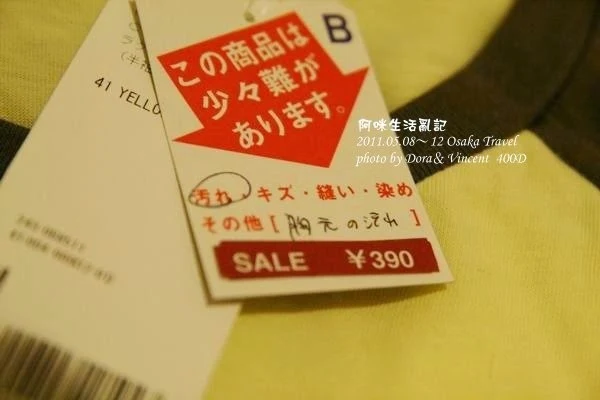 B
この商品は
少々難が
あります。
汚れ・キズ・縫い・染め
その他[胸元の汚れ]
SALE ¥390
41 YELLO
阿咪生活亂記
2011.05.08～12 Osaka Travel
photo by Dora & Vincent 400D